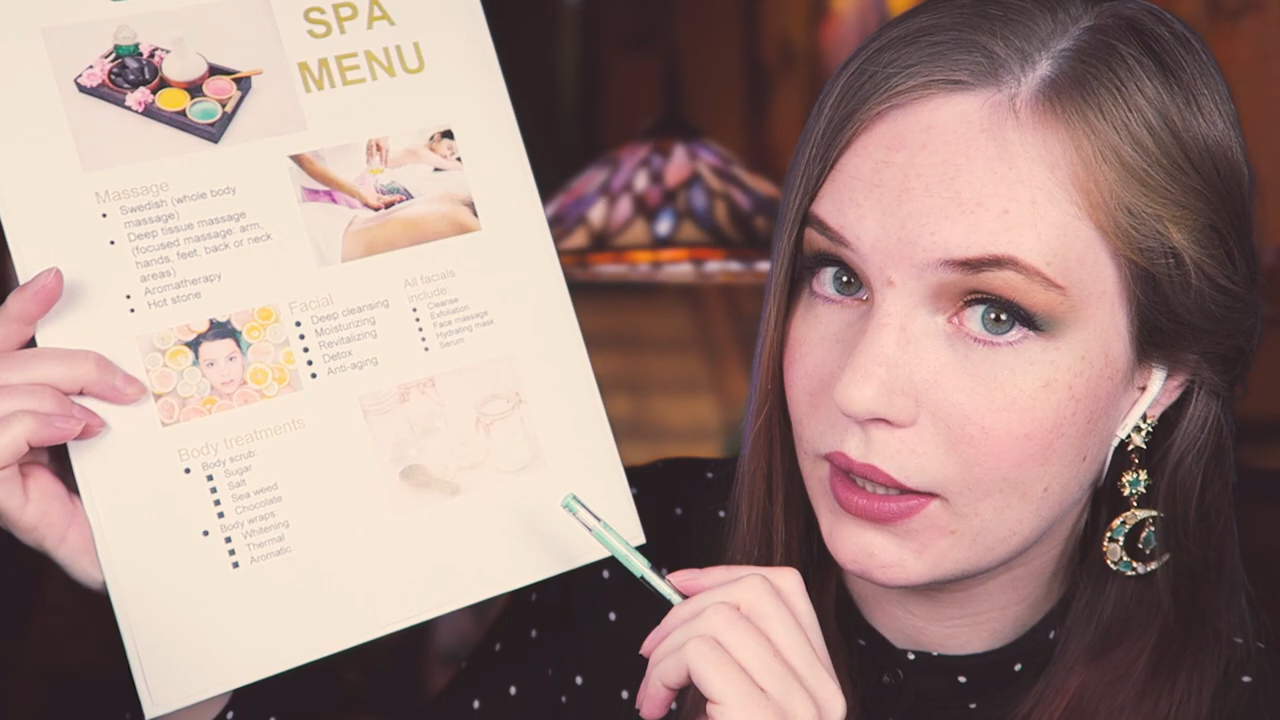 SPA
MENU
Massage
• Swedish (whole body
massage)
• Deep tissue massage
(focused massage: arm,
hands, feet, back or neck
areas)
• Aromatherapy
• Hot stone
Facial
• Deep cleansing
• Moisturizing
• Revitalizing
• Detox
• Anti-aging
All facials
include:
• Cleanse
• Exfoliation
• Face massage
• Hydrating mask
• Serum
Body treatments
• Body scrub:
■ Sugar
■ Salt
■ Sea weed
■ Chocolate
• Body wraps:
■ Whitening
■ Thermal
■ Aromatic